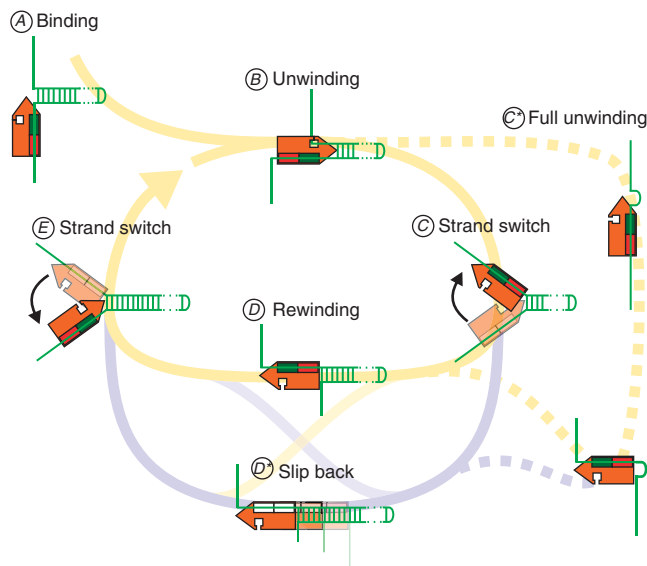 A Binding
B Unwinding
C* Full unwinding
E Strand switch
C Strand switch
D Rewinding
D* Slip back